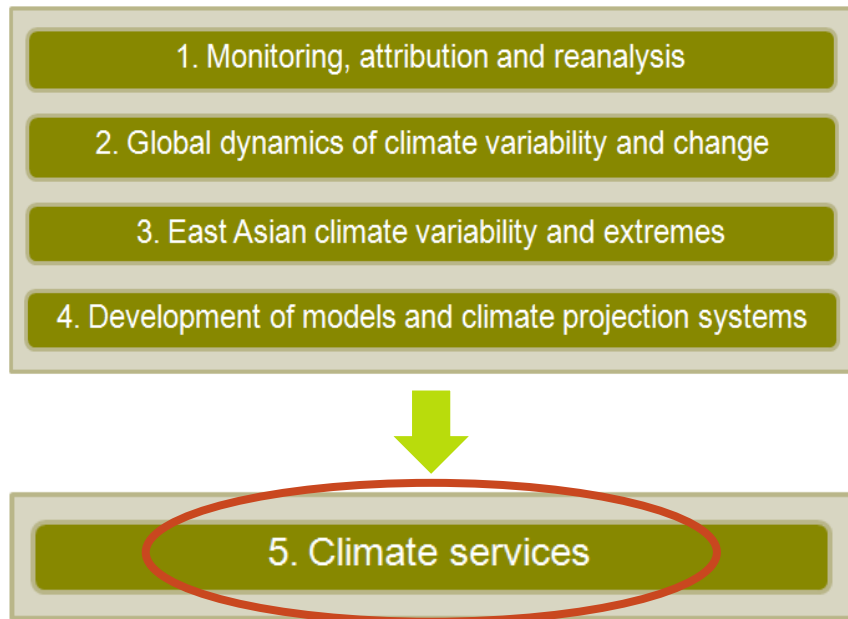 1. Monitoring, attribution and reanalysis
2. Global dynamics of climate variability and change
3. East Asian climate variability and extremes
4. Development of models and climate projection systems
5. Climate services